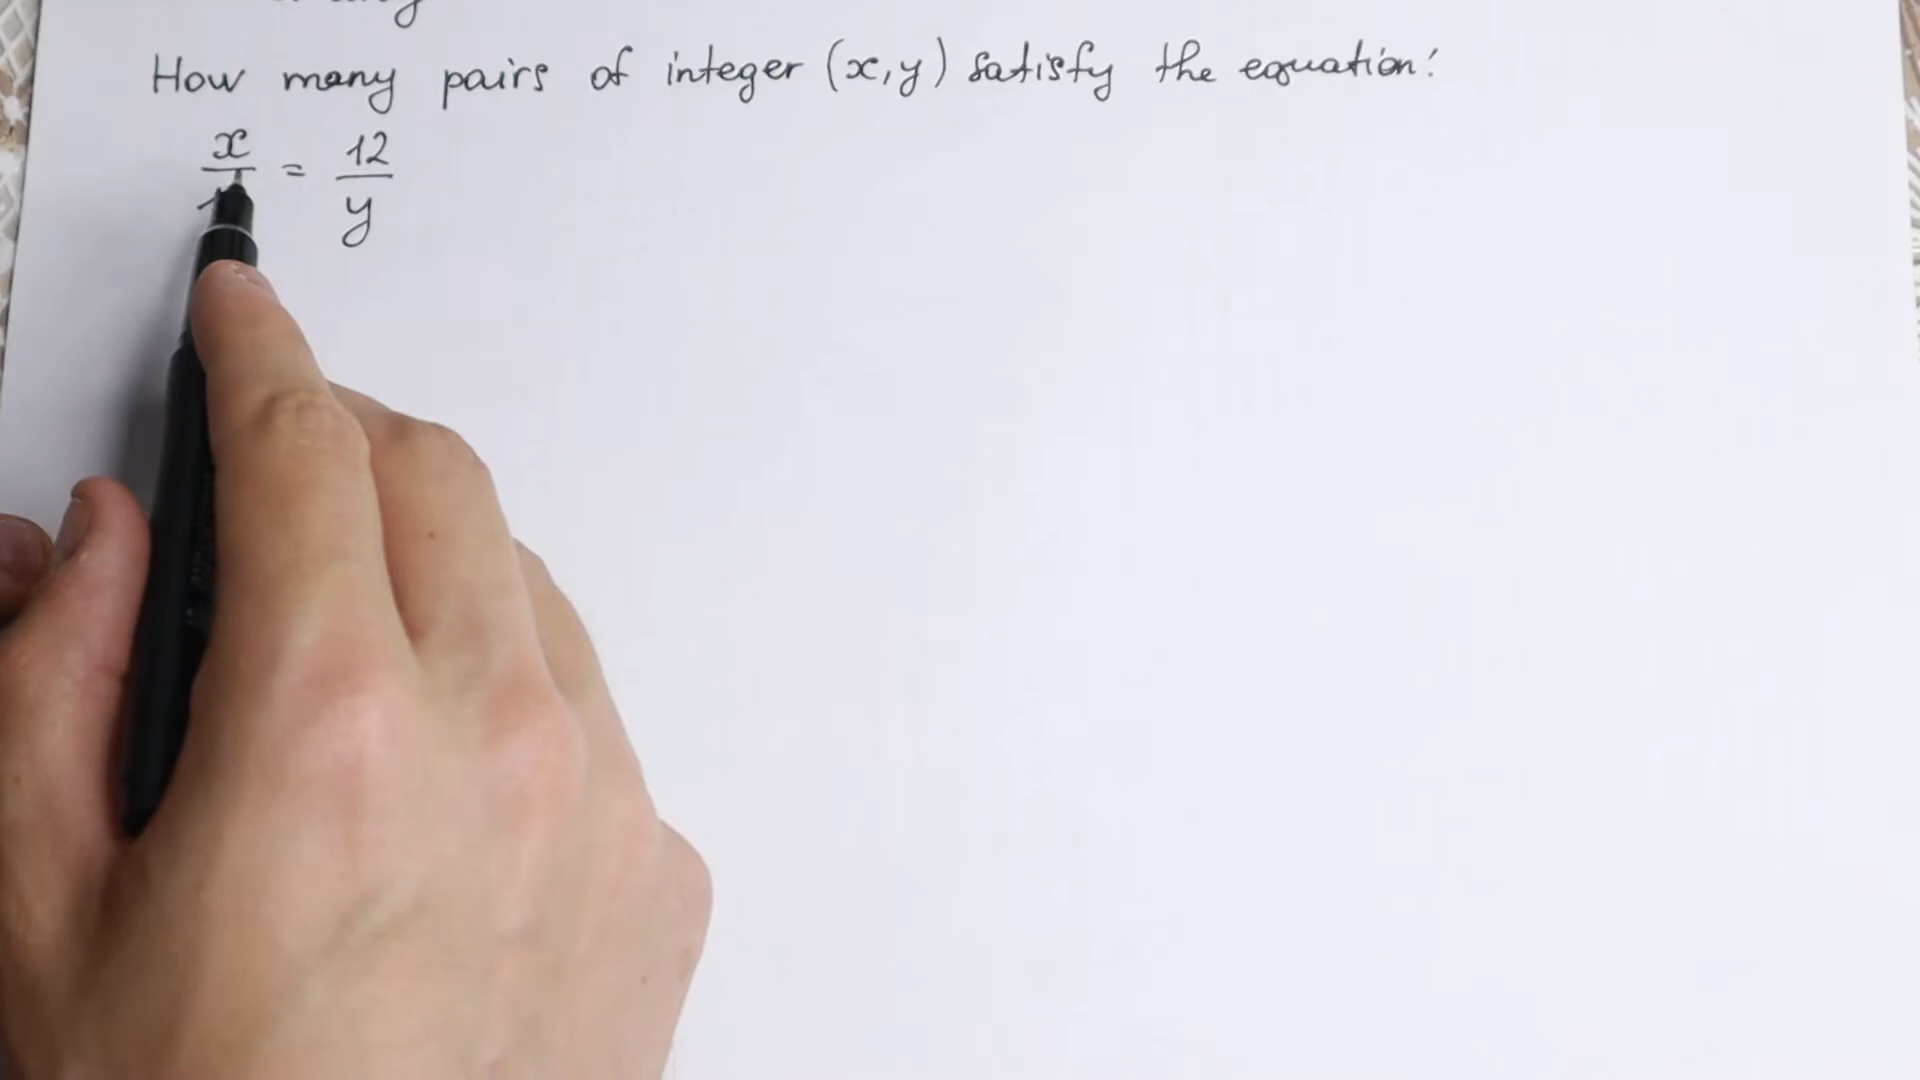 How many pairs of integer (x,y) satisfy the equation:
x/ = 12/y